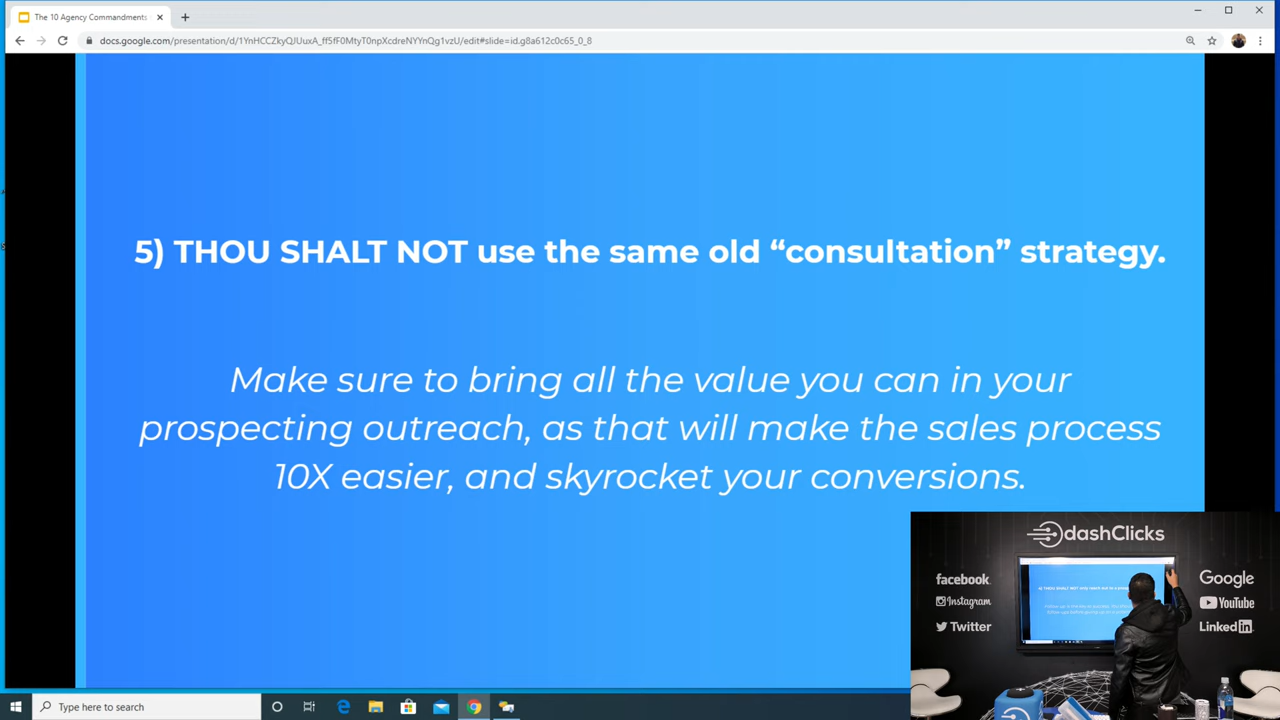 The 10 Agency Commandments
docs.google.com/presentation/d/1YnHCCZkyQJUuxA_ff5fF0MtyT0npXcdreNYYnQg1vzU/edit#slide=id.g8a612c0c65_0_8
5) THOU SHALT NOT use the same old “consultation” strategy.
Make sure to bring all the value you can in your
prospecting outreach, as that will make the sales process
10X easier, and skyrocket your conversions.
dashClicks
facebook
Instagram
Twitter
Google
YouTube
Linked in
Type here to search